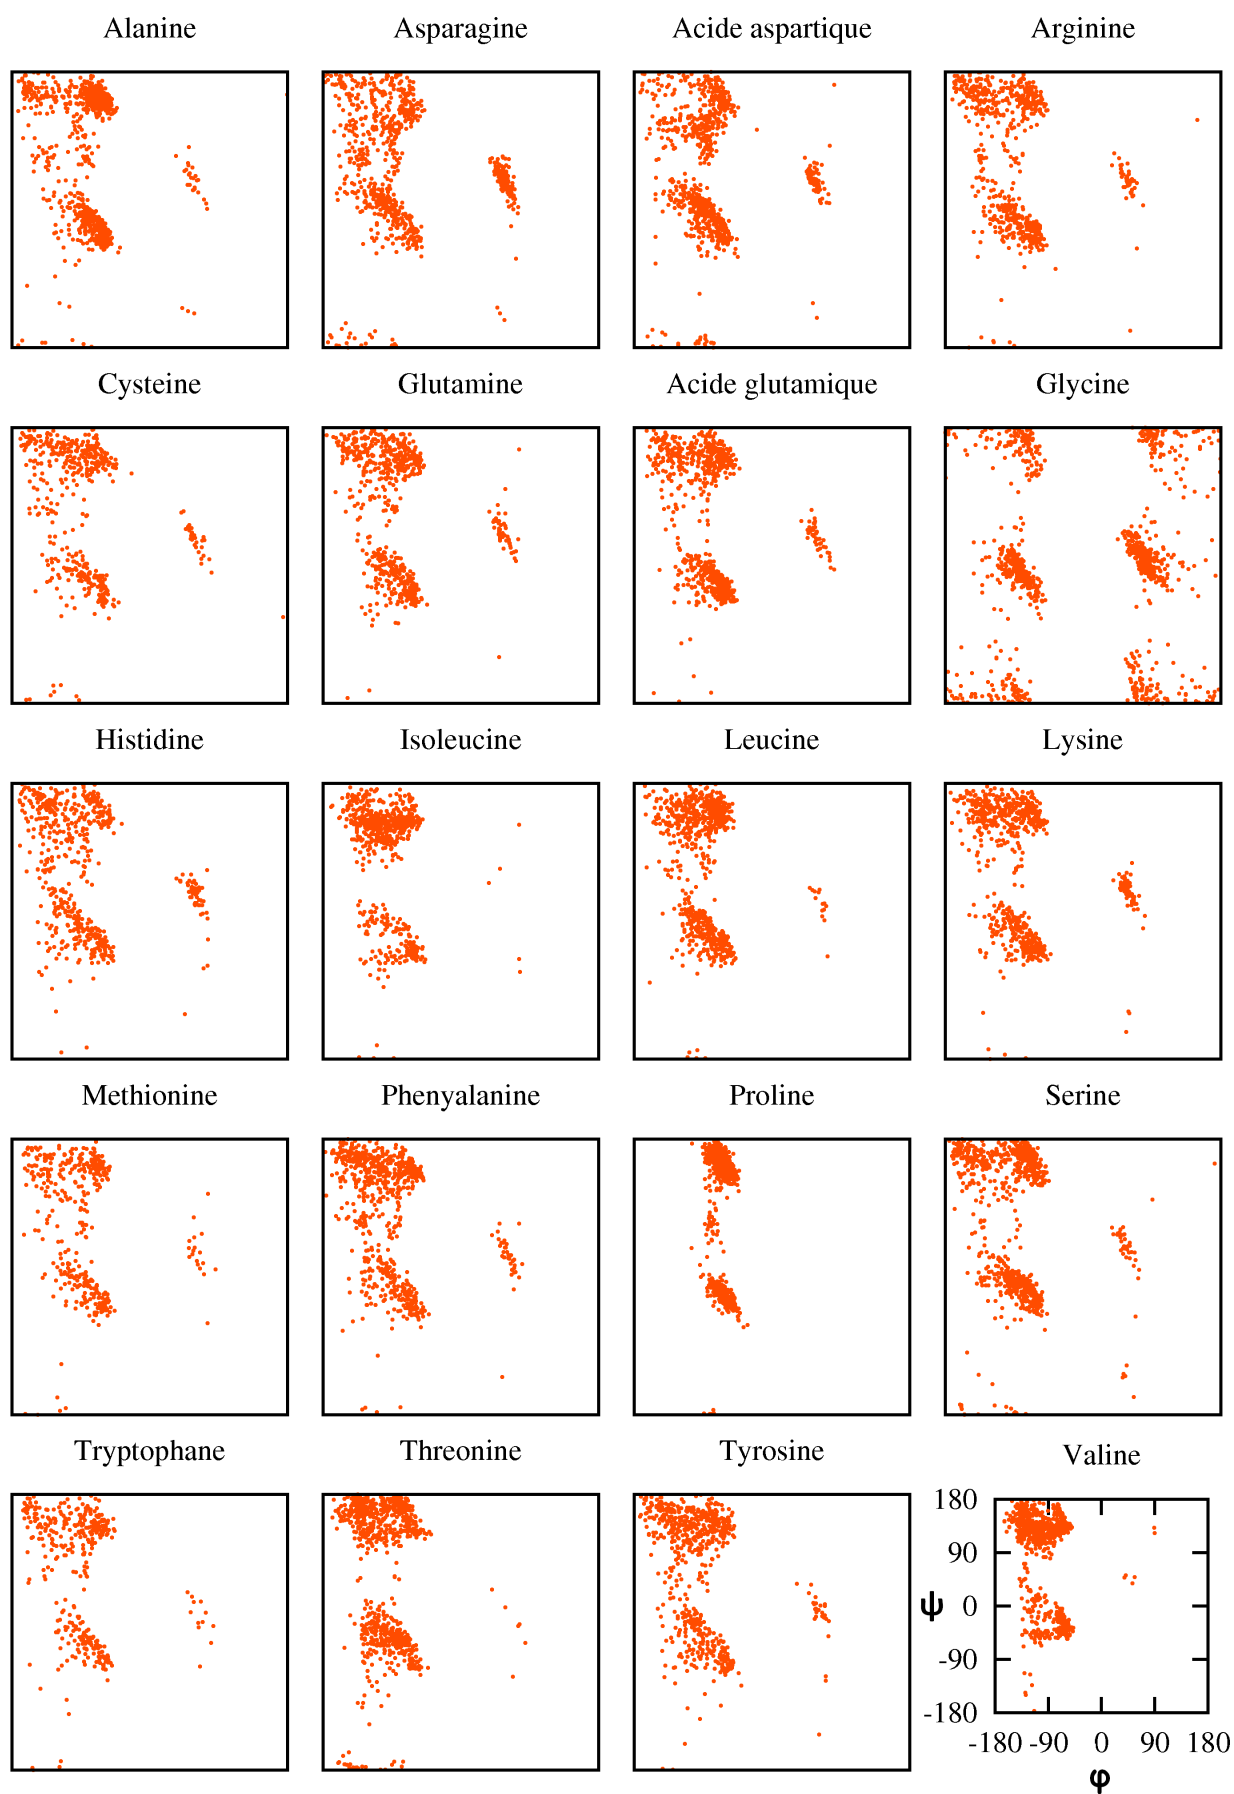 Alanine Asparagine Acide aspartique Arginine
Cysteine Glutamine Acide glutamique Glycine
Histidine Isoleucine Leucine Lysine
Methionine Phenyalanine Proline Serine
Tryptophane Threonine Tyrosine Valine
180
90
ψ 0
-90
-180
-180 -90 0 90 180
φ